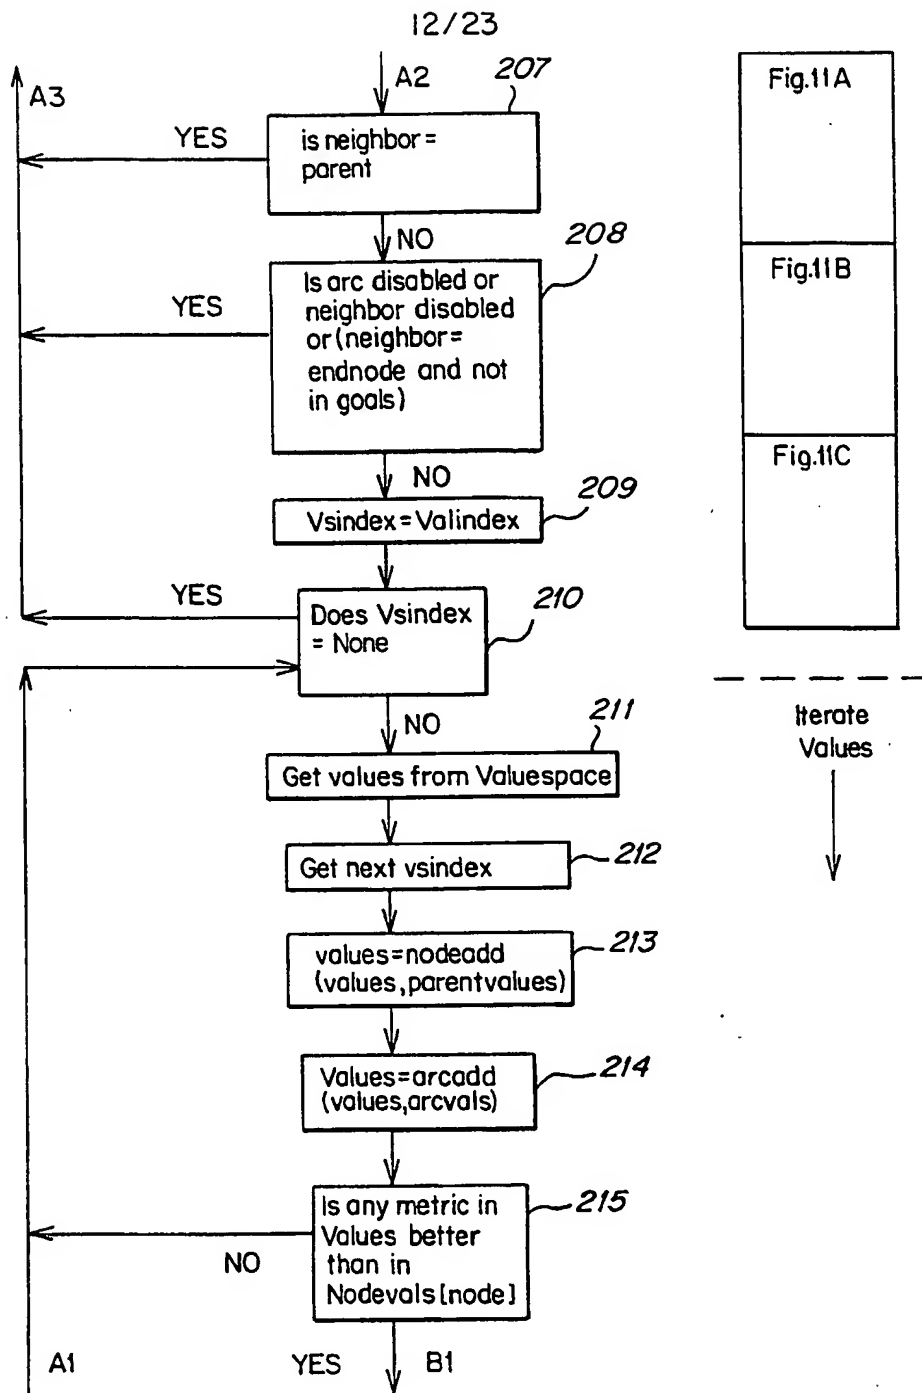 12/23
A3
A2
207
Fig.11A
YES
is neighbor=
parent
NO
208
YES
Is arc disabled or
neighbor disabled
or(neighbor=
endnode and not
in goals)
Fig.11B
NO
209
Vsindex=Valindex
Fig.11C
YES
Does Vsindex
= None
210
NO
211
Get values from Valuespace
Iterate
Values
Get next vsindex
212
values=nodeadd
(values,parentvalues)
213
Values=arcadd
(values,arcvals)
214
Is any metric in
Values better
than in
Nodevals[node]
215
NO
A1
YES
B1